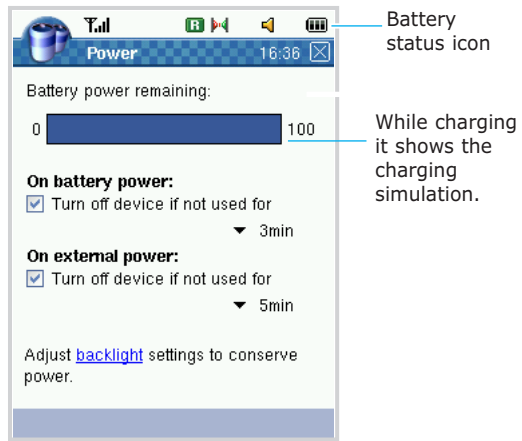 R
Power 16:36
Battery power remaining:
0 100
On battery power:
Turn off device if not used for
3min
On external power:
Turn off device if not used for
5min
Adjust backlight settings to conserve
power.
Battery
status icon
While charging
it shows the
charging
simulation.